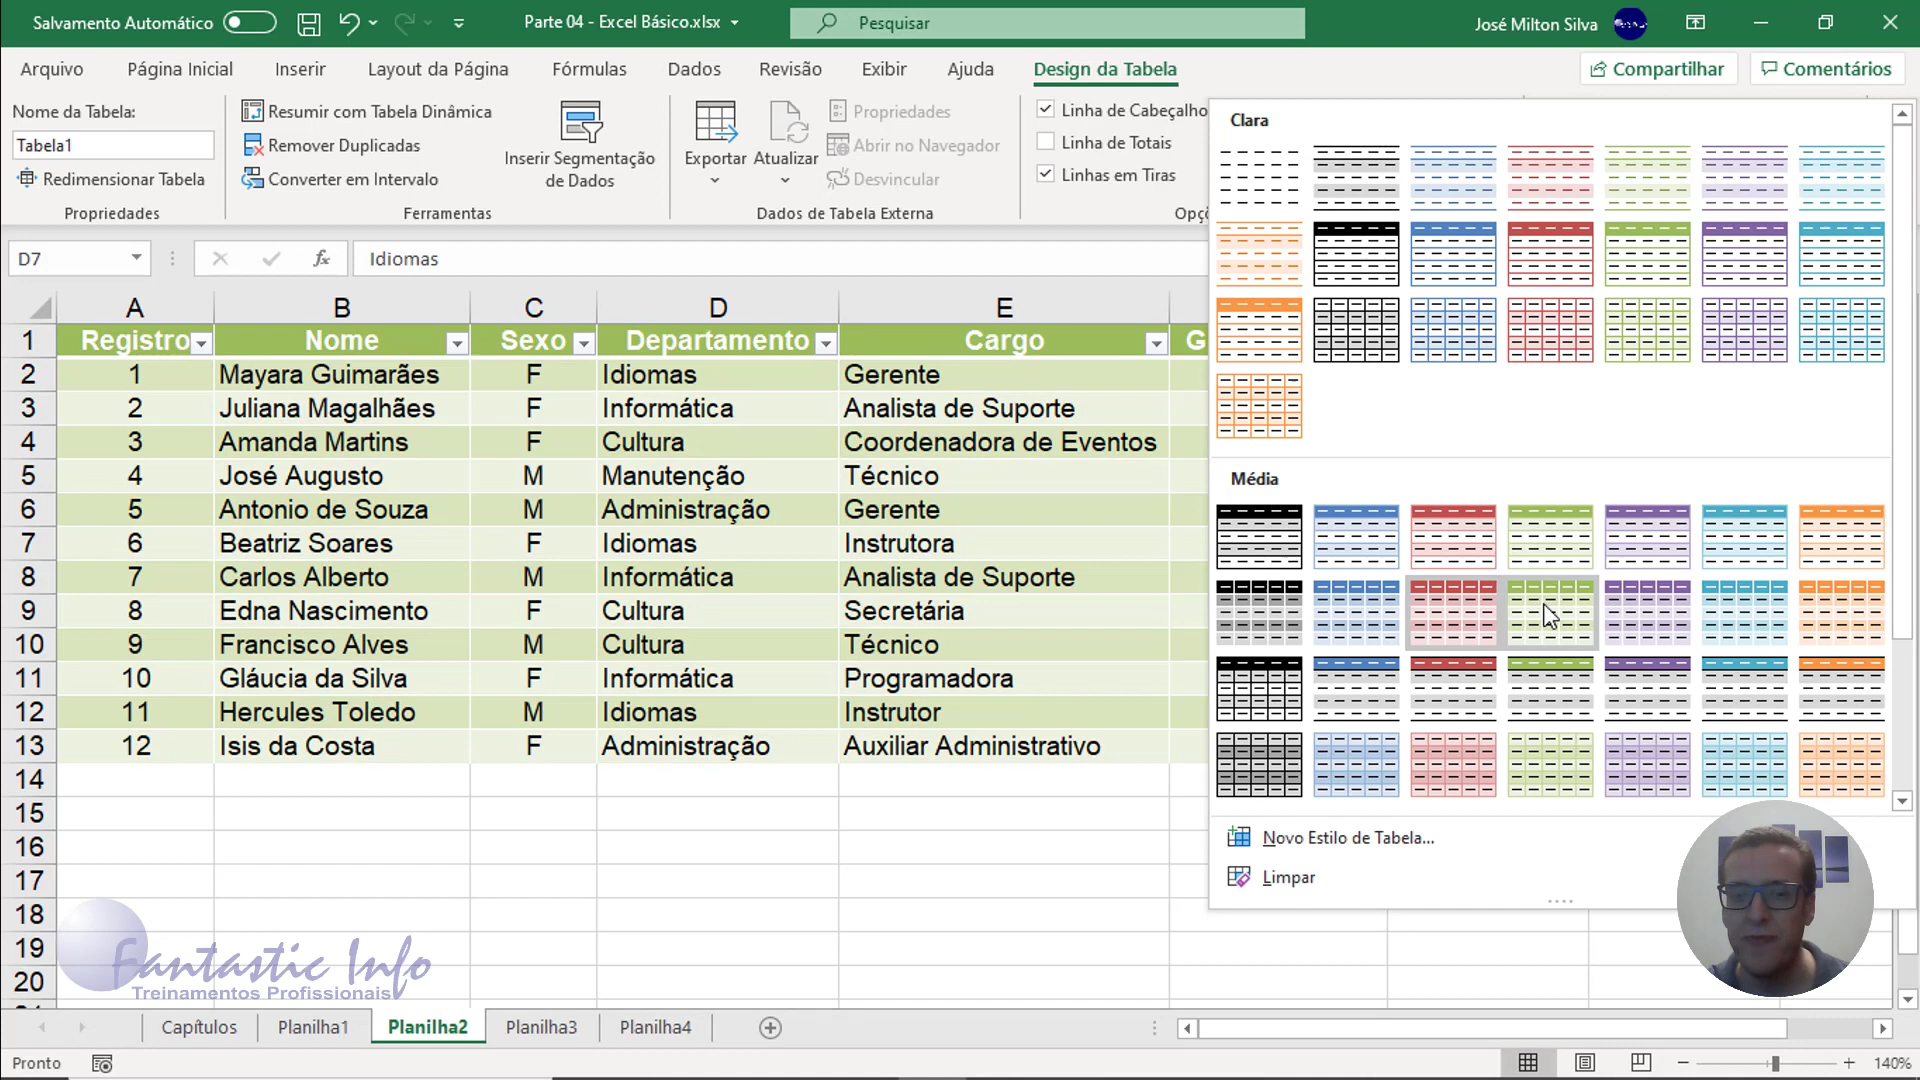 Salvamento Automático
Parte 04 - Excel Básico.xlsx
Pesquisar
José Milton Silva
Arquivo
Página Inicial
Inserir
Layout da Página
Fórmulas
Dados
Revisão
Exibir
Ajuda
Design da Tabela
Compartilhar
Comentários
Nome da Tabela:
Tabela1
Redimensionar Tabela
Propriedades
Resumir com Tabela Dinâmica
Remover Duplicadas
Converter em Intervalo
Inserir Segmentação
de Dados
Ferramentas
Exportar
Atualizar
Propriedades
Abrir no Navegador
Desvincular
Dados de Tabela Externa
Linha de Cabeçalho
Linha de Totais
Linhas em Tiras
Opç
D7
fx
Idiomas
A B C D E
1 Registro Nome Sexo Departamento Cargo G
2 1 Mayara Guimarães F Idiomas Gerente
3 2 Juliana Magalhães F Informática Analista de Suporte
4 3 Amanda Martins F Cultura Coordenadora de Eventos
5 4 José Augusto M Manutenção Técnico
6 5 Antonio de Souza M Administração Gerente
7 6 Beatriz Soares F Idiomas Instrutora
8 7 Carlos Alberto M Informática Analista de Suporte
9 8 Edna Nascimento F Cultura Secretária
10 9 Francisco Alves M Cultura Técnico
11 10 Gláucia da Silva F Informática Programadora
12 11 Hercules Toledo M Idiomas Instrutor
13 12 Isis da Costa F Administração Auxiliar Administrativo
14
15
16
17
18
19
20
Clara
Média
Novo Estilo de Tabela...
Limpar
Fantastic Info
Treinamentos Profissionais
Capítulos
Planilha1
Planilha2
Planilha3
Planilha4
Pronto
140%